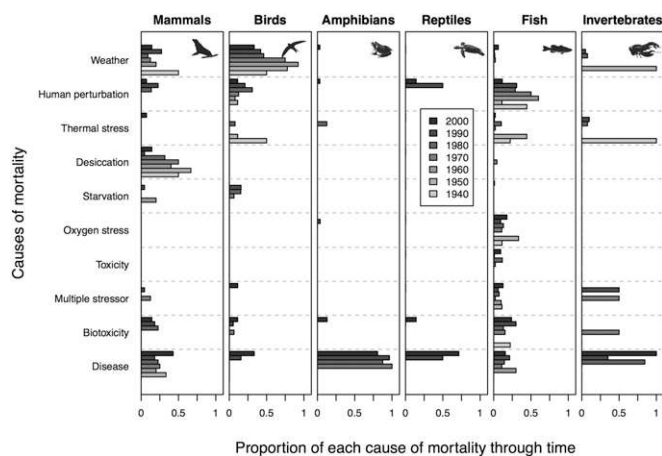 Mammals
Birds
Amphibians
Reptiles
Fish
Invertebrates
Causes of mortality
Weather
Human perturbation
Thermal stress
Desiccation
Starvation
Oxygen stress
Toxicity
Multiple stressor
Biotoxicity
Disease
2000
1990
1980
1970
1960
1950
1940
0 0.5 1 0 0.5 1 0 0.5 1 0 0.5 1 0 0.5 1 0 0.5 1
Proportion of each cause of mortality through time